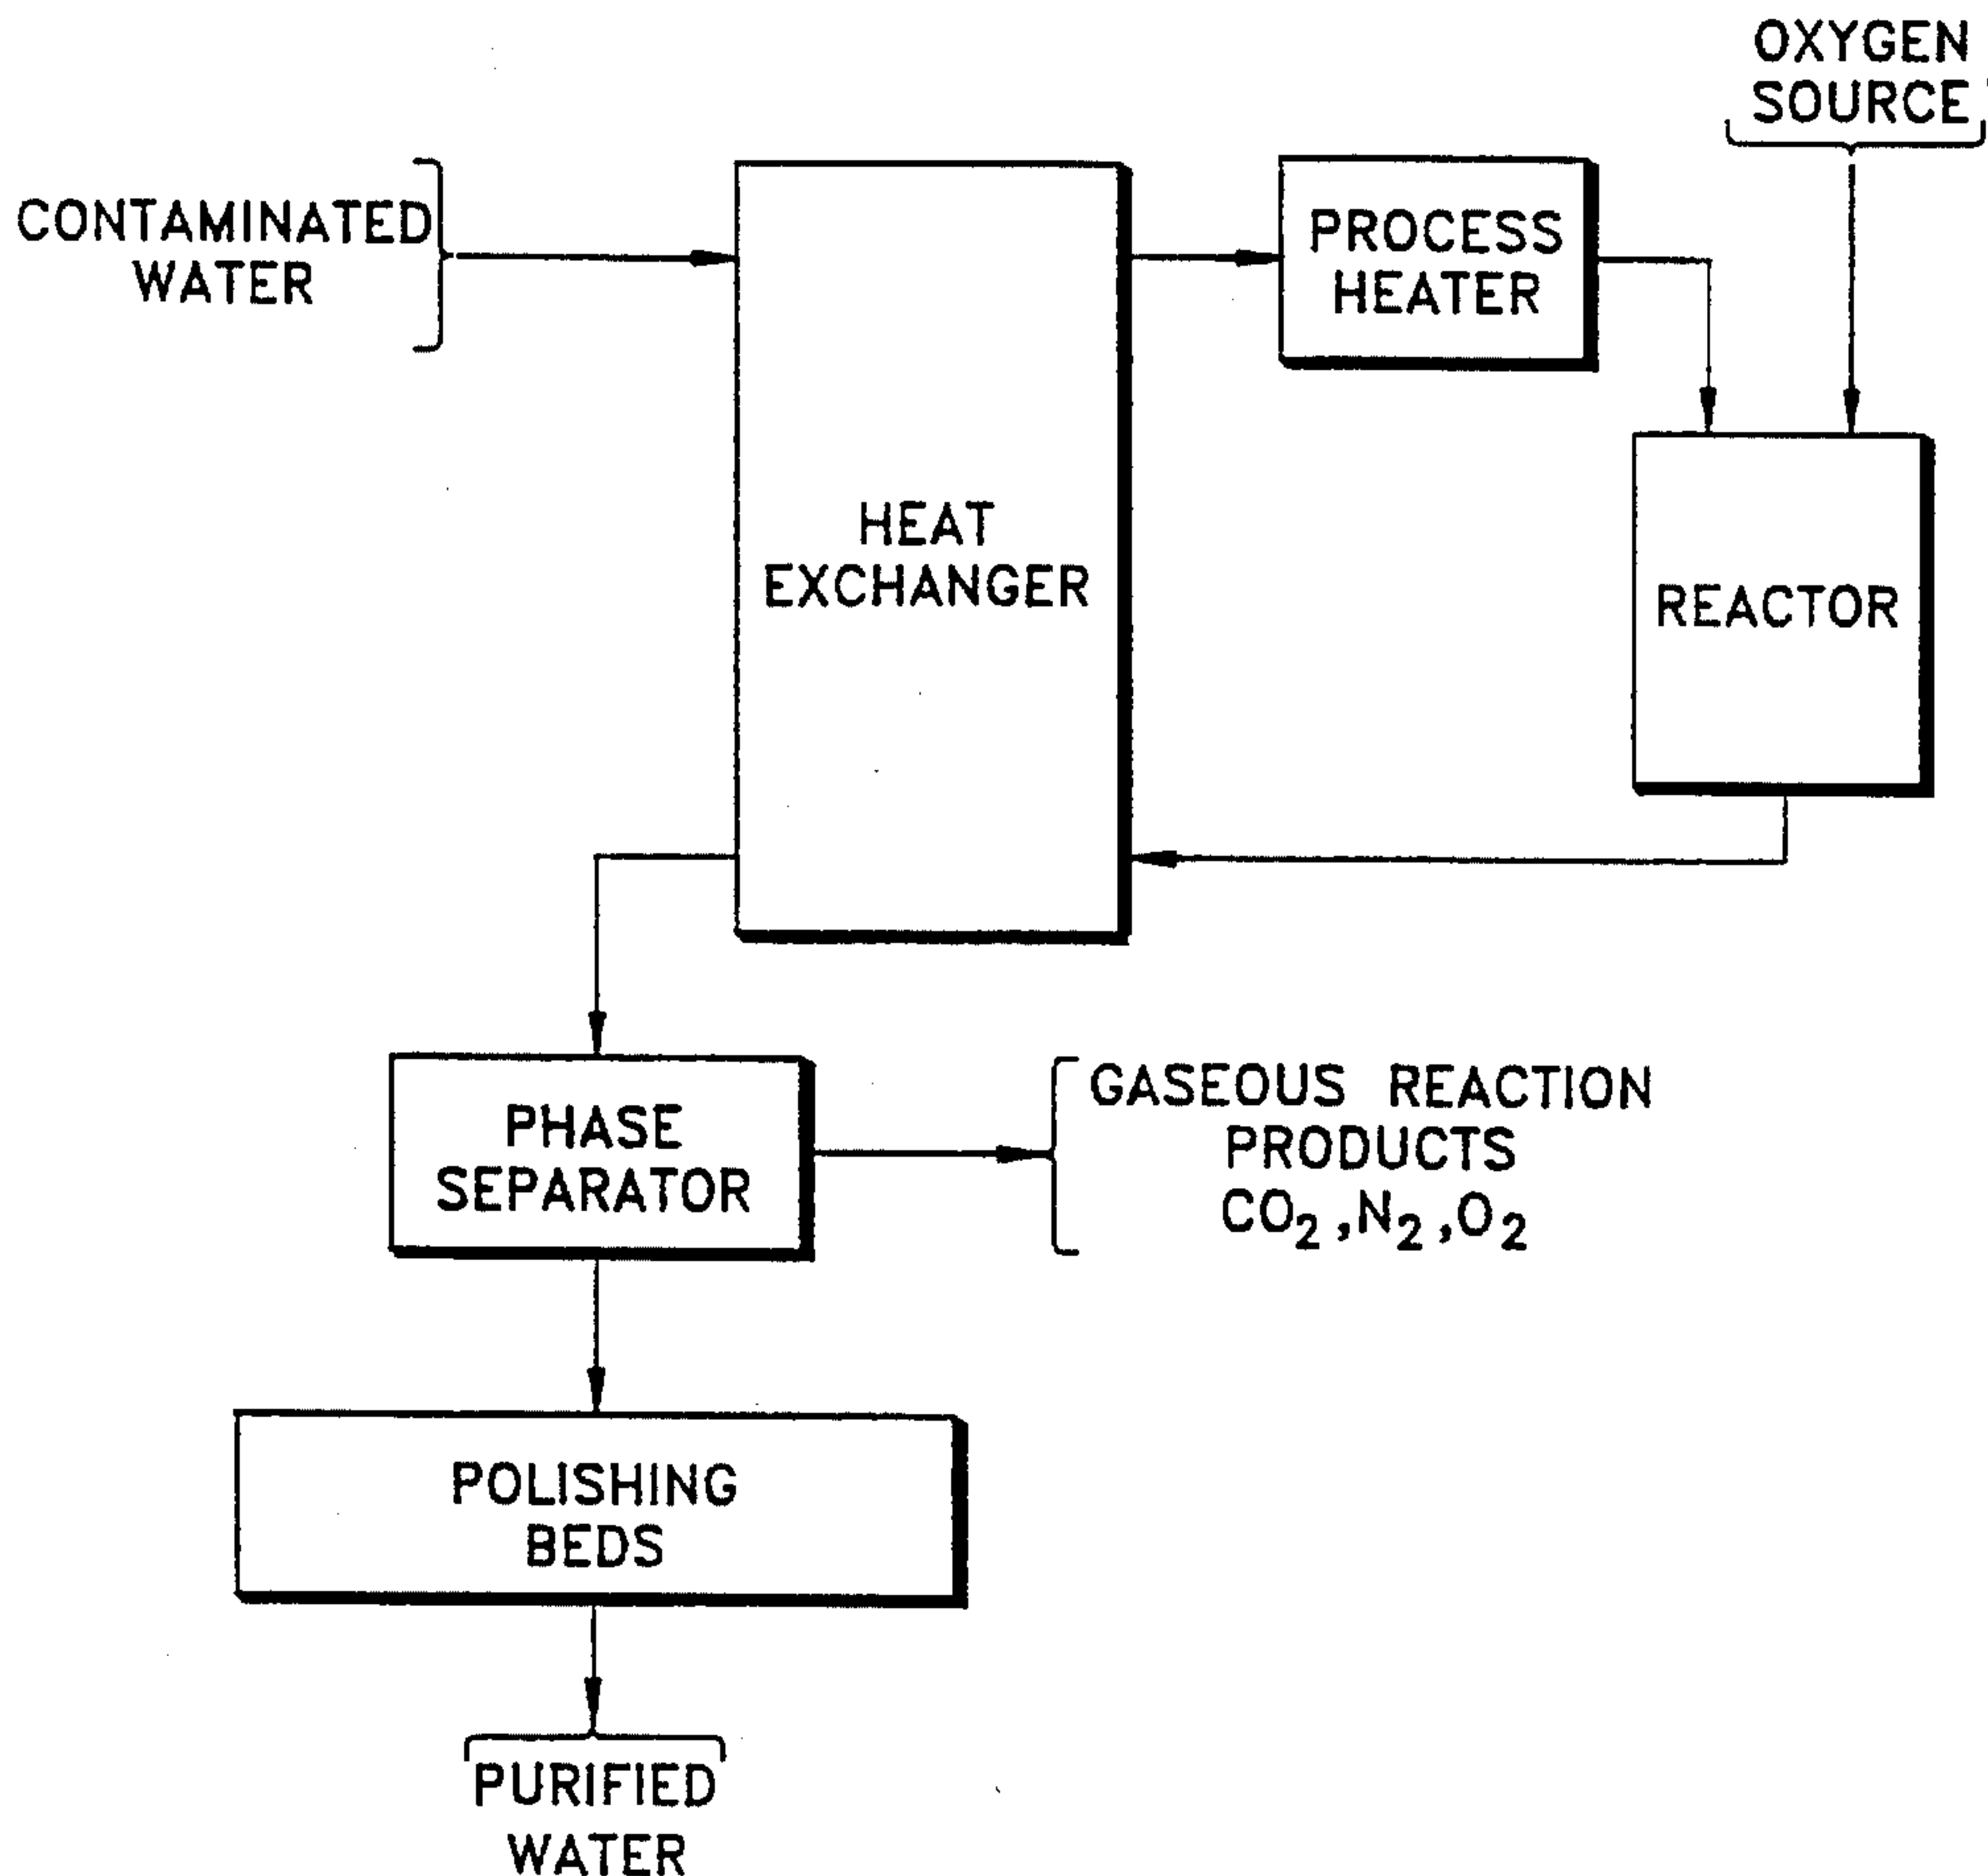 OXYGEN
SOURCE
CONTAMINATED
WATER
PROCESS
HEATER
HEAT
EXCHANGER
REACTOR
PHASE
SEPARATOR
GASEOUS REACTION
PRODUCTS
CO₂,N₂,O₂
POLISHING
BEDS
PURIFIED
WATER